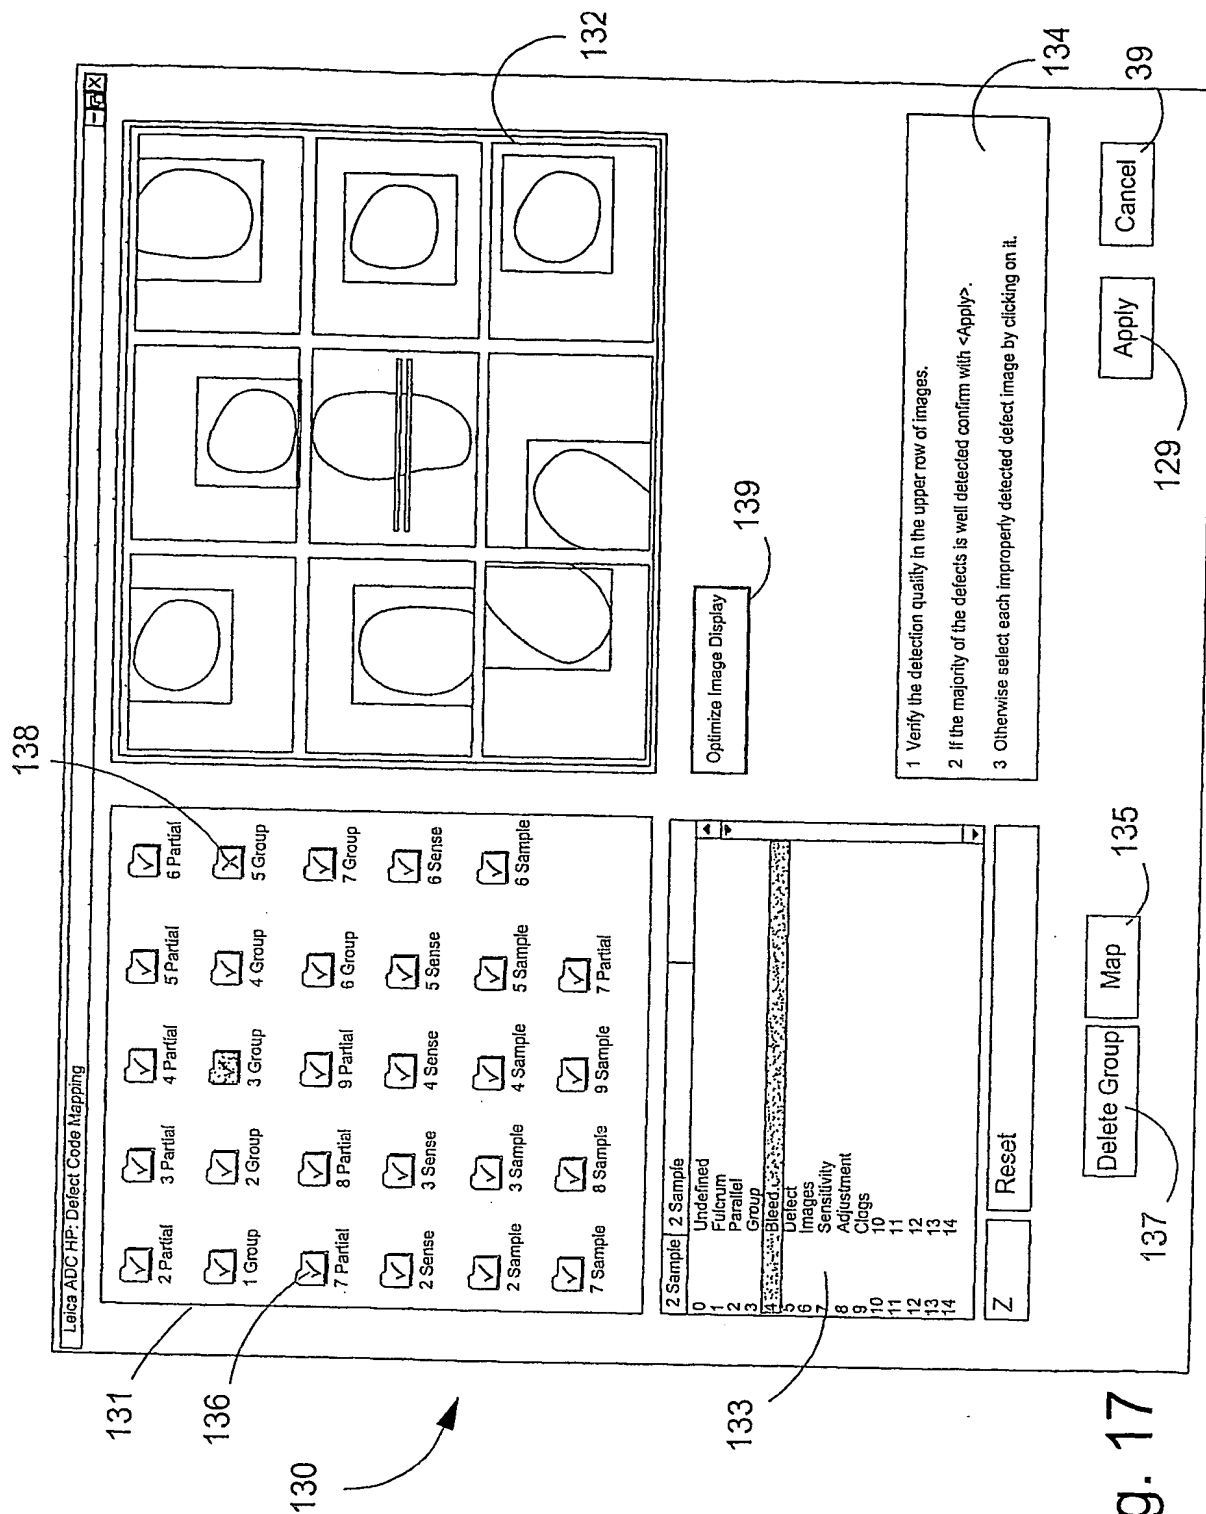 Leica ADC HP: Defect Code Mapping
131
136
130
138
132
2 Partial 3 Partial 4 Partial 5 Partial 6 Partial
1 Group 2 Group 3 Group 4 Group 5 Group
7 Partial 8 Partial 9 Partial 6 Group 7 Group
2 Sense 3 Sense 4 Sense 5 Sense 6 Sense
2 Sample 3 Sample 4 Sample 5 Sample 6 Sample
7 Sample 8 Sample 9 Sample 7 Partial
2 Sample 2 Sample
0 Undefined
1 Fulcrum
2 Parallel
3 Group
4 Bleed
5 Defect
6 Images
7 Sensitivity
8 Adjustment
9 Clogs
10 10
11 11
12 12
13 13
14 14
133
Z Reset
Optimize Image Display
139
1 Verify the detection quality in the upper row of images.
2 If the majority of the defects is well detected confirm with <Apply>.
3 Otherwise select each improperly detected defect image by clicking on it.
134
Delete Group Map Apply Cancel
137
135
129
39
g. 17